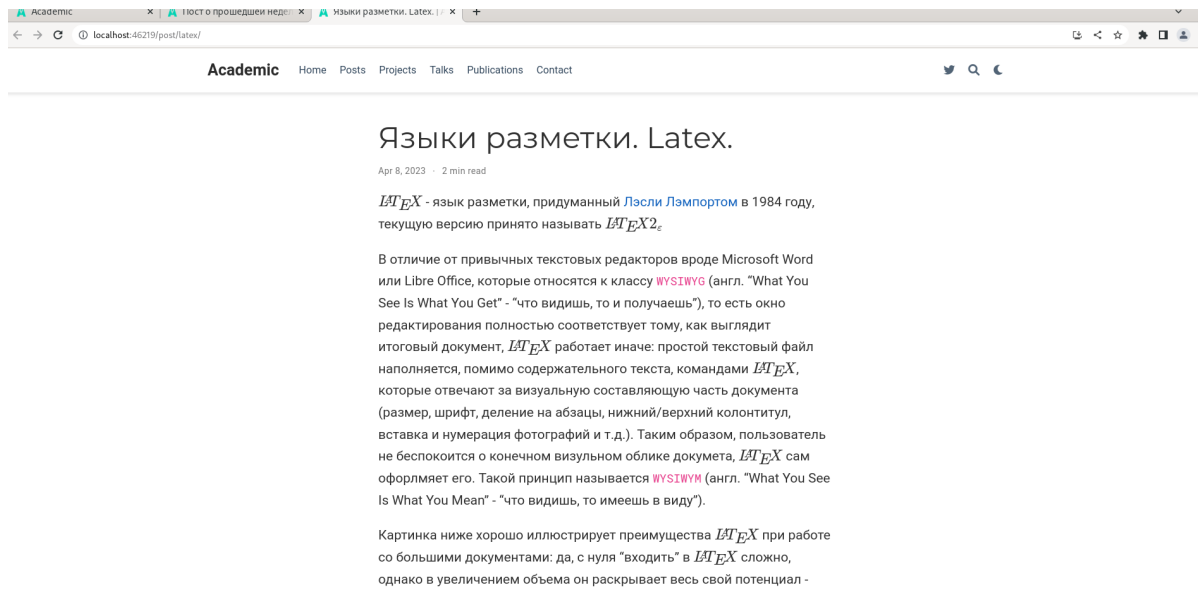 Academic
Пост о прошедшей недел
Языки разметки. Latex. | A
localhost:46219/post/latex/
Academic Home Posts Projects Talks Publications Contact
Языки разметки. Latex.
Apr 8, 2023 · 2 min read
LATEX - язык разметки, придуманный Лэсли Лэмпортом в 1984 году,
текущую версию принято называть LATEX2ε
В отличие от привычных текстовых редакторов вроде Microsoft Word
или Libre Office, которые относятся к классу WYSIWYG (англ. “What You
See Is What You Get” - “что видишь, то и получаешь”), то есть окно
редактирования полностью соответствует тому, как выглядит
итоговый документ, LATEX работает иначе: простой текстовый файл
наполняется, помимо содержательного текста, командами LATEX,
которые отвечают за визуальную составляющую часть документа
(размер, шрифт, деление на абзацы, нижний/верхний колонтитул,
вставка и нумерация фотографий и т.д.). Таким образом, пользователь
не беспокоится о конечном визульном облике докумета, LATEX сам
офорлмяет его. Такой принцип называется WYSIWYM (англ. “What You See
Is What You Mean” - “что видишь, то имеешь в виду”).
Картинка ниже хорошо иллюстрирует преимущества LATEX при работе
со большими документами: да, с нуля “входить” в LATEX сложно,
однако в увеличением объема он раскрывает весь свой потенциал -